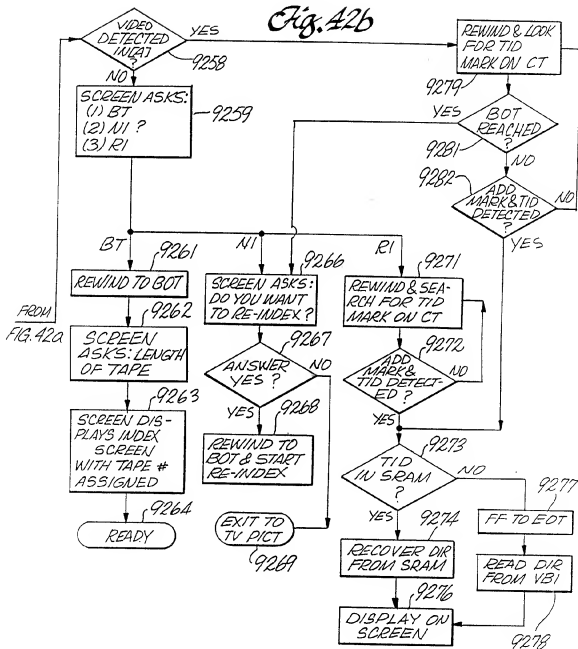 Fig. 42b
VIDEO
DETECTED
IN[A]
?
YES
9258
NO
SCREEN ASKS:
(1) BT
(2) NI ?
(3) RI
9259
REWIND & LOOK
FOR TID
MARK ON CT
9279
YES
BOT
REACHED
?
9281
NO
9282
ADD
MARK&TID
DETECTED
?
NO
YES
BT
NI
RI
9261
REWIND TO BOT
9262
SCREEN
ASKS: LENGTH
OF TAPE
9263
SCREEN DIS-
PLAYS INDEX
SCREEN
WITH TAPE #
ASSIGNED
9264
READY
FROM
FIG. 42a
9266
SCREEN ASKS:
DO YOU WANT
TO RE-INDEX?
9267
ANSWER
YES ?
NO
YES
9268
REWIND TO
BOT & START
RE-INDEX
EXIT TO
TV PICT
9269
9271
REWIND & SEA-
RCH FOR TID
MARK ON CT
9272
ADD
MARK &
TID DETECT-
ED ?
NO
YES
9273
TID
IN SRAM
?
NO
YES
9274
RECOVER DIR
FROM SRAM
9276
DISPLAY ON
SCREEN
9277
FF TO EOT
READ DIR
FROM VBI
9278